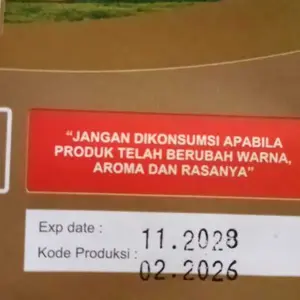 “JANGAN DIKONSUMSI APABILA
PRODUK TELAH BERUBAH WARNA,
AROMA DAN RASANYA”
Exp date : 11.2028
Kode Produksi : 02.2026